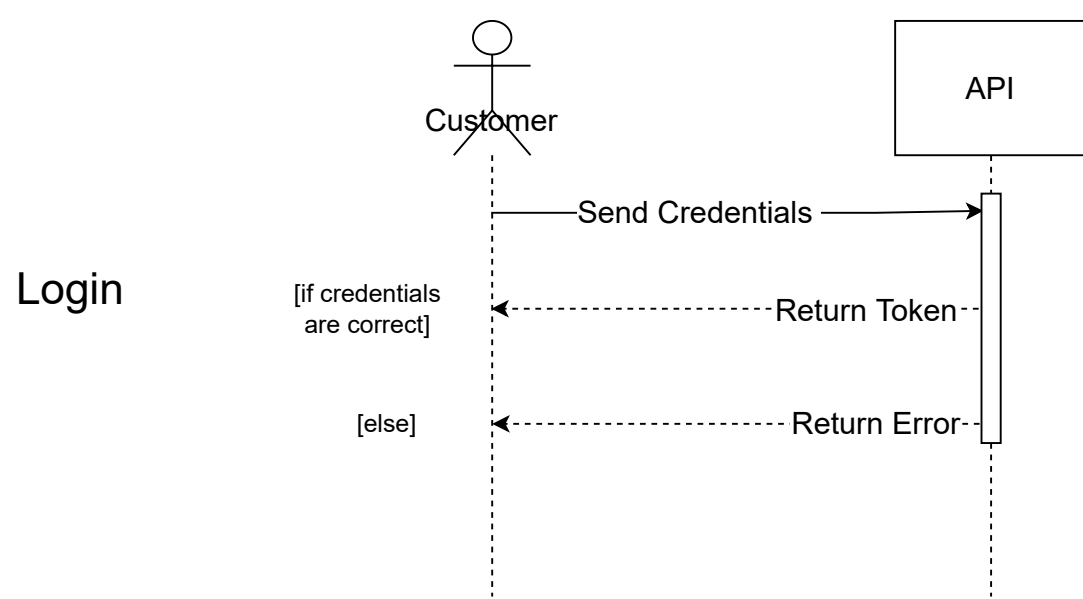 API
Customer
Send Credentials
Login
[if credentials
are correct]
Return Token
[else]
Return Error